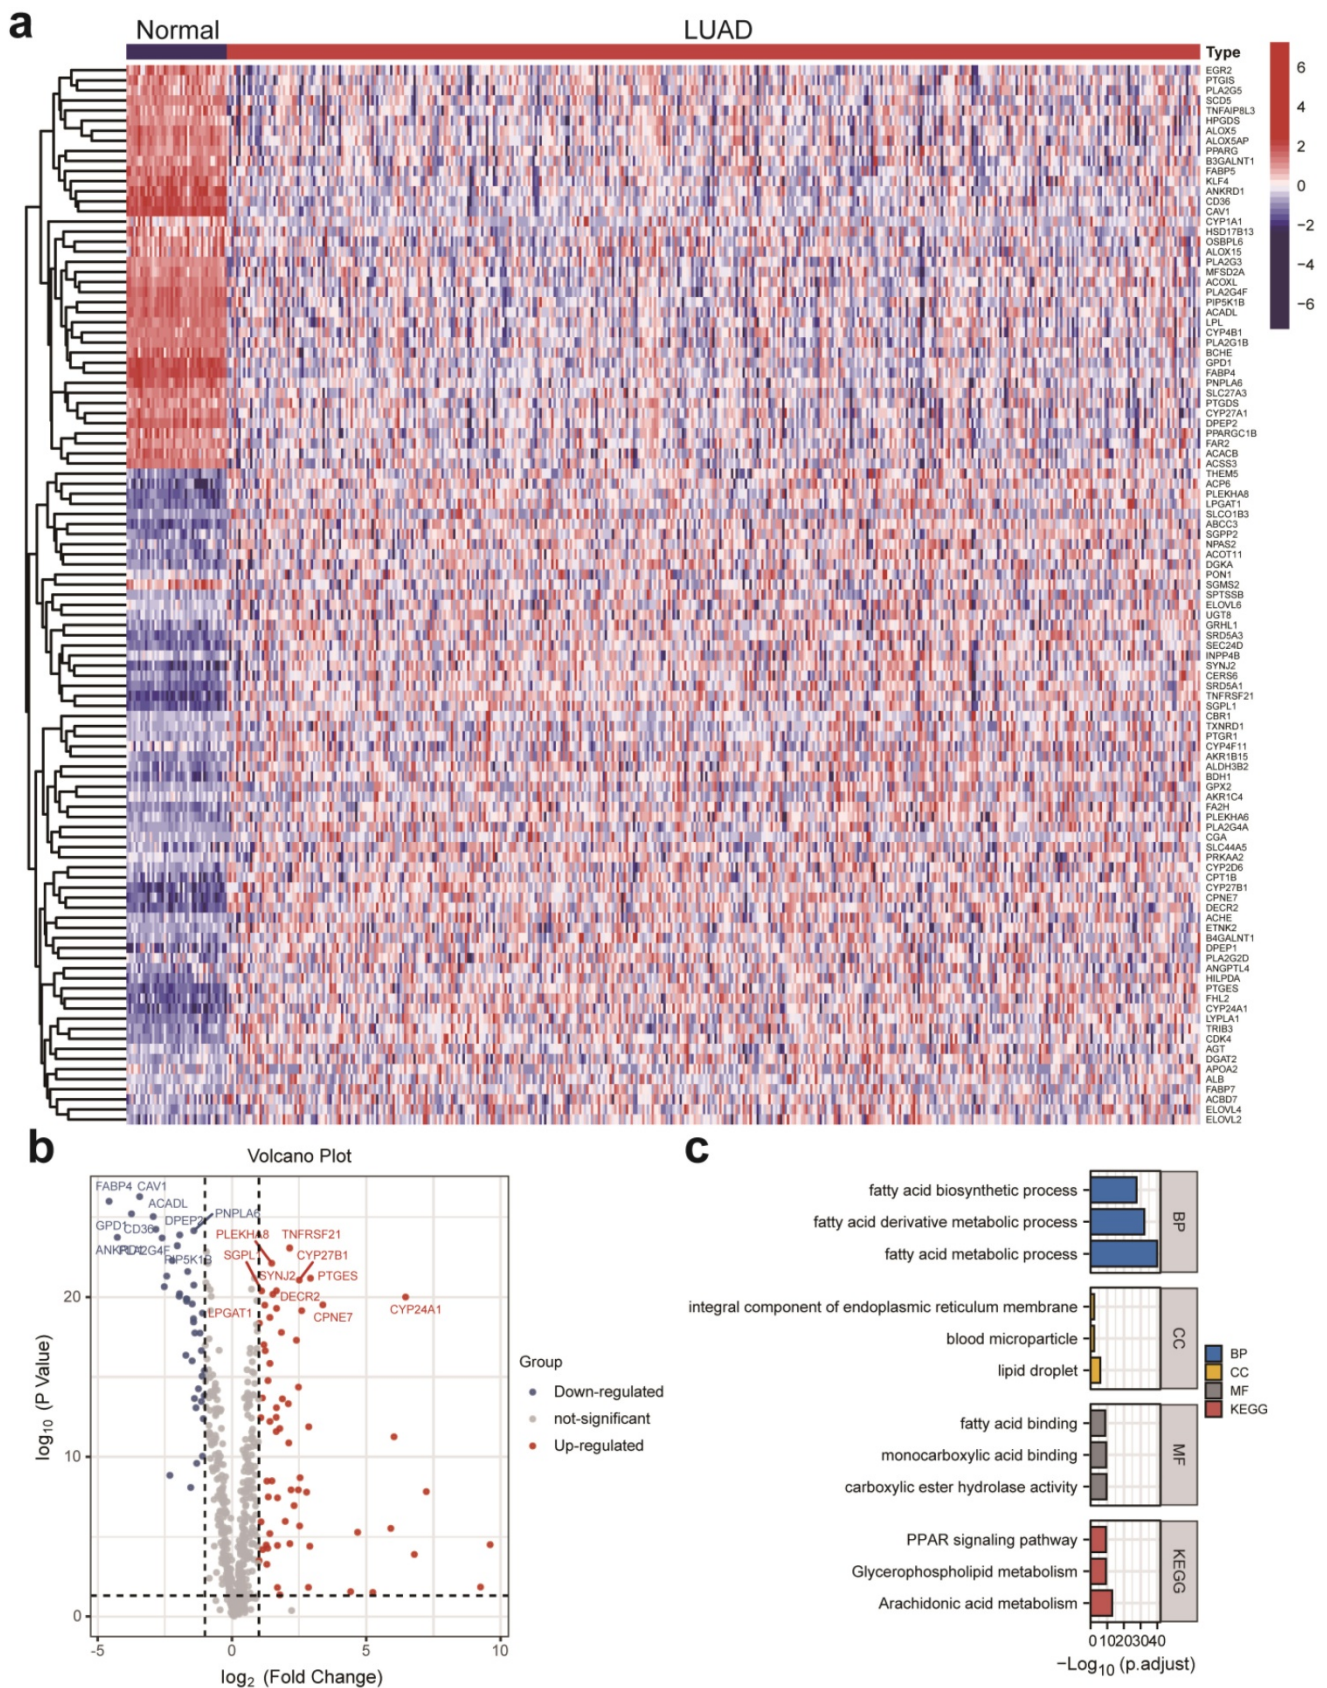 a
Normal
LUAD
Type
EGR2
PTGIS
PLA2G5
SCD5
TNFAIP8L3
HPGDS
ALOX5
ALOX5AP
PPARG
B3GALNT1
FABP5
KLF4
ANKRD1
CD36
CAV1
CYP1A1
HSD17B13
OSBPL6
ALOX15
PLA2G3
MFSD2A
ACOXL
PLA2G4F
PIP5K1B
ACADL
LPL
CYP4B1
PLA2G1B
BCHE
GPD1
FABP4
PNPLA6
SLC27A3
PTGDS
CYP27A1
DPEP2
PPARGC1B
FAR2
ACACB
ACSS3
THEM5
ACP6
PLEKHA8
LPGAT1
SLCO1B3
ABCC3
SGPP2
NPAS2
ACOT11
DGKA
PON1
SGMS2
SPTSSB
ELOVL6
UGT8
GRHL1
SRD5A3
SEC24D
INPP4B
SYNJ2
CERS6
SRD5A1
TNFRSF21
SGPL1
CBR1
TXNRD1
PTGR1
CYP4F11
AKR1B15
ALDH3B2
BDH1
GPX2
AKR1C4
FA2H
PLEKHA6
PLA2G4A
CGA
SLC44A5
PRKAA2
CYP2D6
CPT1B
CYP27B1
CPNE7
DECR2
ACHE
ETNK2
B4GALNT1
DPEP1
PLA2G2D
ANGPTL4
HILPDA
PTGES
FHL2
CYP24A1
LYPLA1
TRIB3
CDK4
AGT
DGAT2
APOA2
ALB
FABP7
ACBD7
ELOVL4
ELOVL2
6
4
2
0
−2
−4
−6
b
Volcano Plot
FABP4 CAV1
ACADL
GPD1 CD36 DPEP2 PNPLA6
PLA2G4F
PIP5K1B
PLEKHA8 TNFRSF21
SGPL1 CYP27B1
SYNJ2 PTGES
DECR2
LPGAT1 CPNE7 CYP24A1
20
10
0
-5 0 5 10
log10 (P Value)
log2 (Fold Change)
Group
Down-regulated
not-significant
Up-regulated
c
fatty acid biosynthetic process
fatty acid derivative metabolic process
fatty acid metabolic process
BP
integral component of endoplasmic reticulum membrane
blood microparticle
lipid droplet
CC
fatty acid binding
monocarboxylic acid binding
carboxylic ester hydrolase activity
MF
PPAR signaling pathway
Glycerophospholipid metabolism
Arachidonic acid metabolism
KEGG
0 10 20 30 40
−Log10 (p.adjust)
BP
CC
MF
KEGG